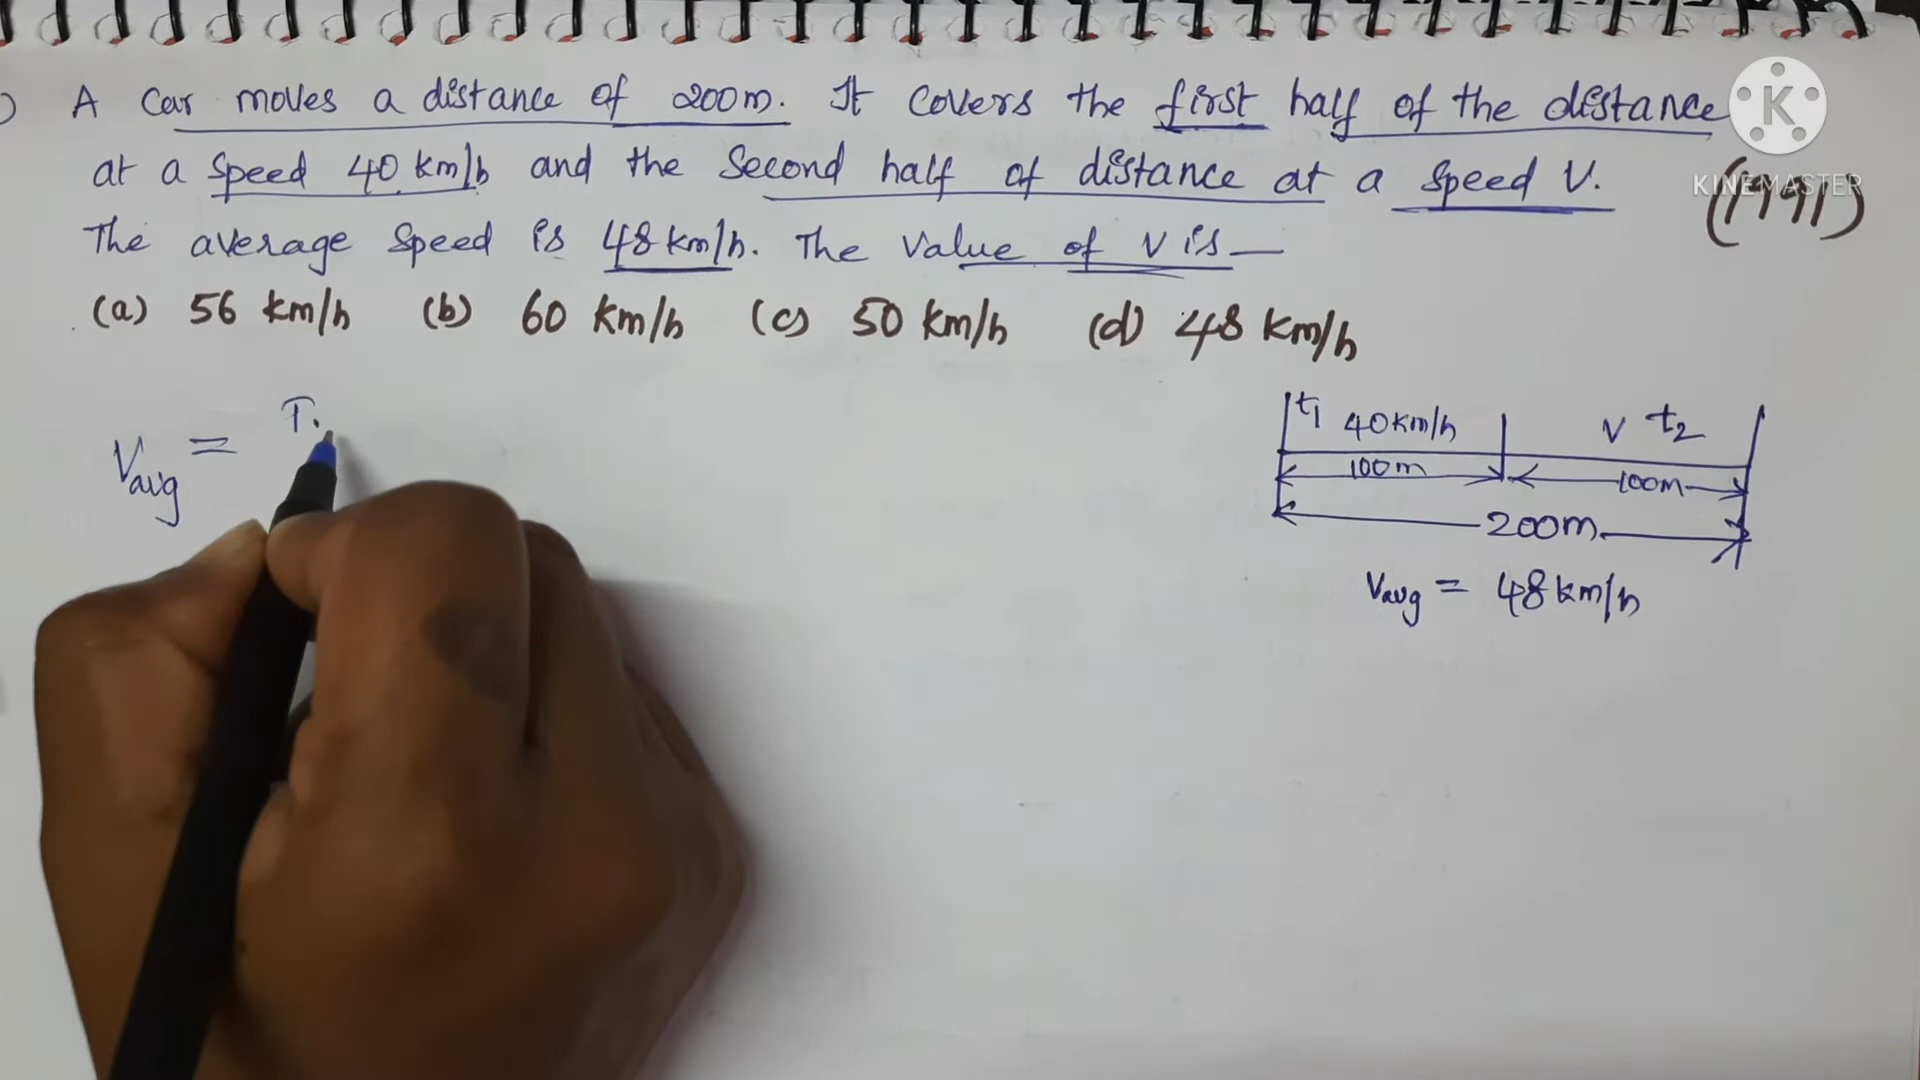 A Car moves a distance of 200m. It covers the first half of the distance
at a speed 40 km/h and the second half of distance at a speed V.
The average speed is 48 km/h. The value of V is —
(1991)
(a) 56 km/h (b) 60 km/h (c) 50 km/h (d) 48 km/h
Vavg = T.
t1 40km/h V t2
100m 100m
200m
Vavg = 48 km/h
K
KINEMASTER